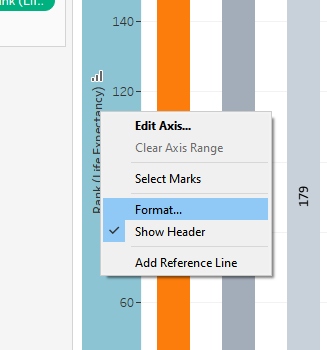 nk (Lif..
140
120
Rank (Life Expectancy)
Edit Axis...
Clear Axis Range
Select Marks
Format...
Show Header
Add Reference Line
179
60